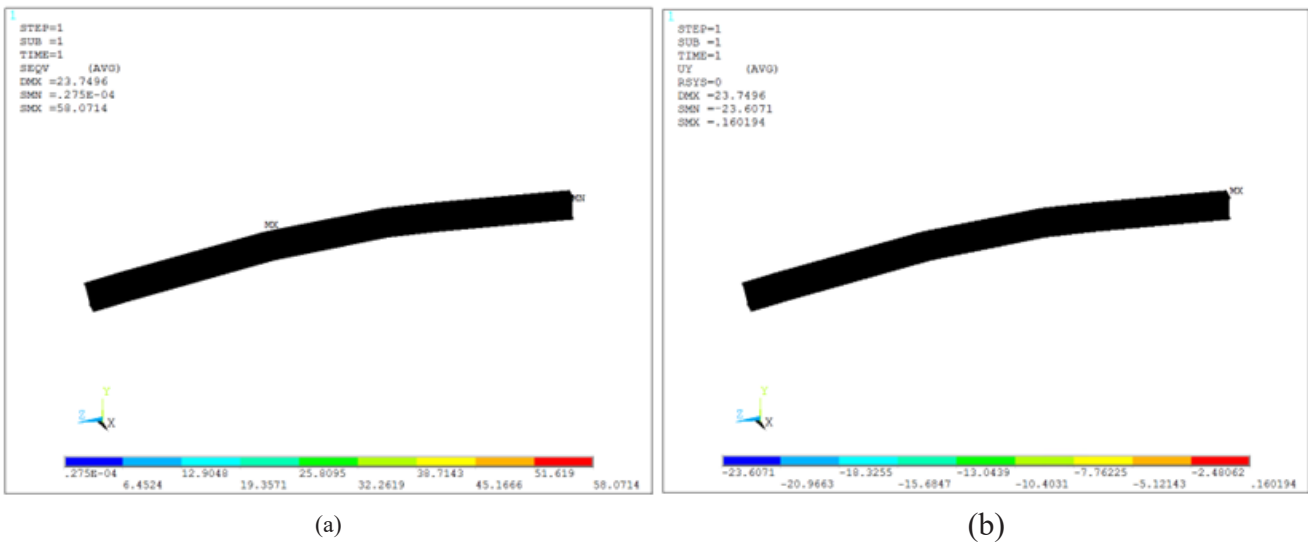 1
STEP=1
SUB =1
TIME=1
SEQV (AVG)
DMX =23.7496
SMN =.275E-04
SMX =58.0714
MX
MN
Y
Z
X
.275E-04 12.9048 25.8095 38.7143 51.619
6.4524 19.3571 32.2619 45.1666 58.0714
(a)
1
STEP=1
SUB =1
TIME=1
UY (AVG)
RSYS=0
DMX =23.7496
SMN =-23.6071
SMX =.160194
MX
Y
Z
X
-23.6071 -18.3255 -13.0439 -7.76225 -2.48062
-20.9663 -15.6847 -10.4031 -5.12143 .160194
(b)